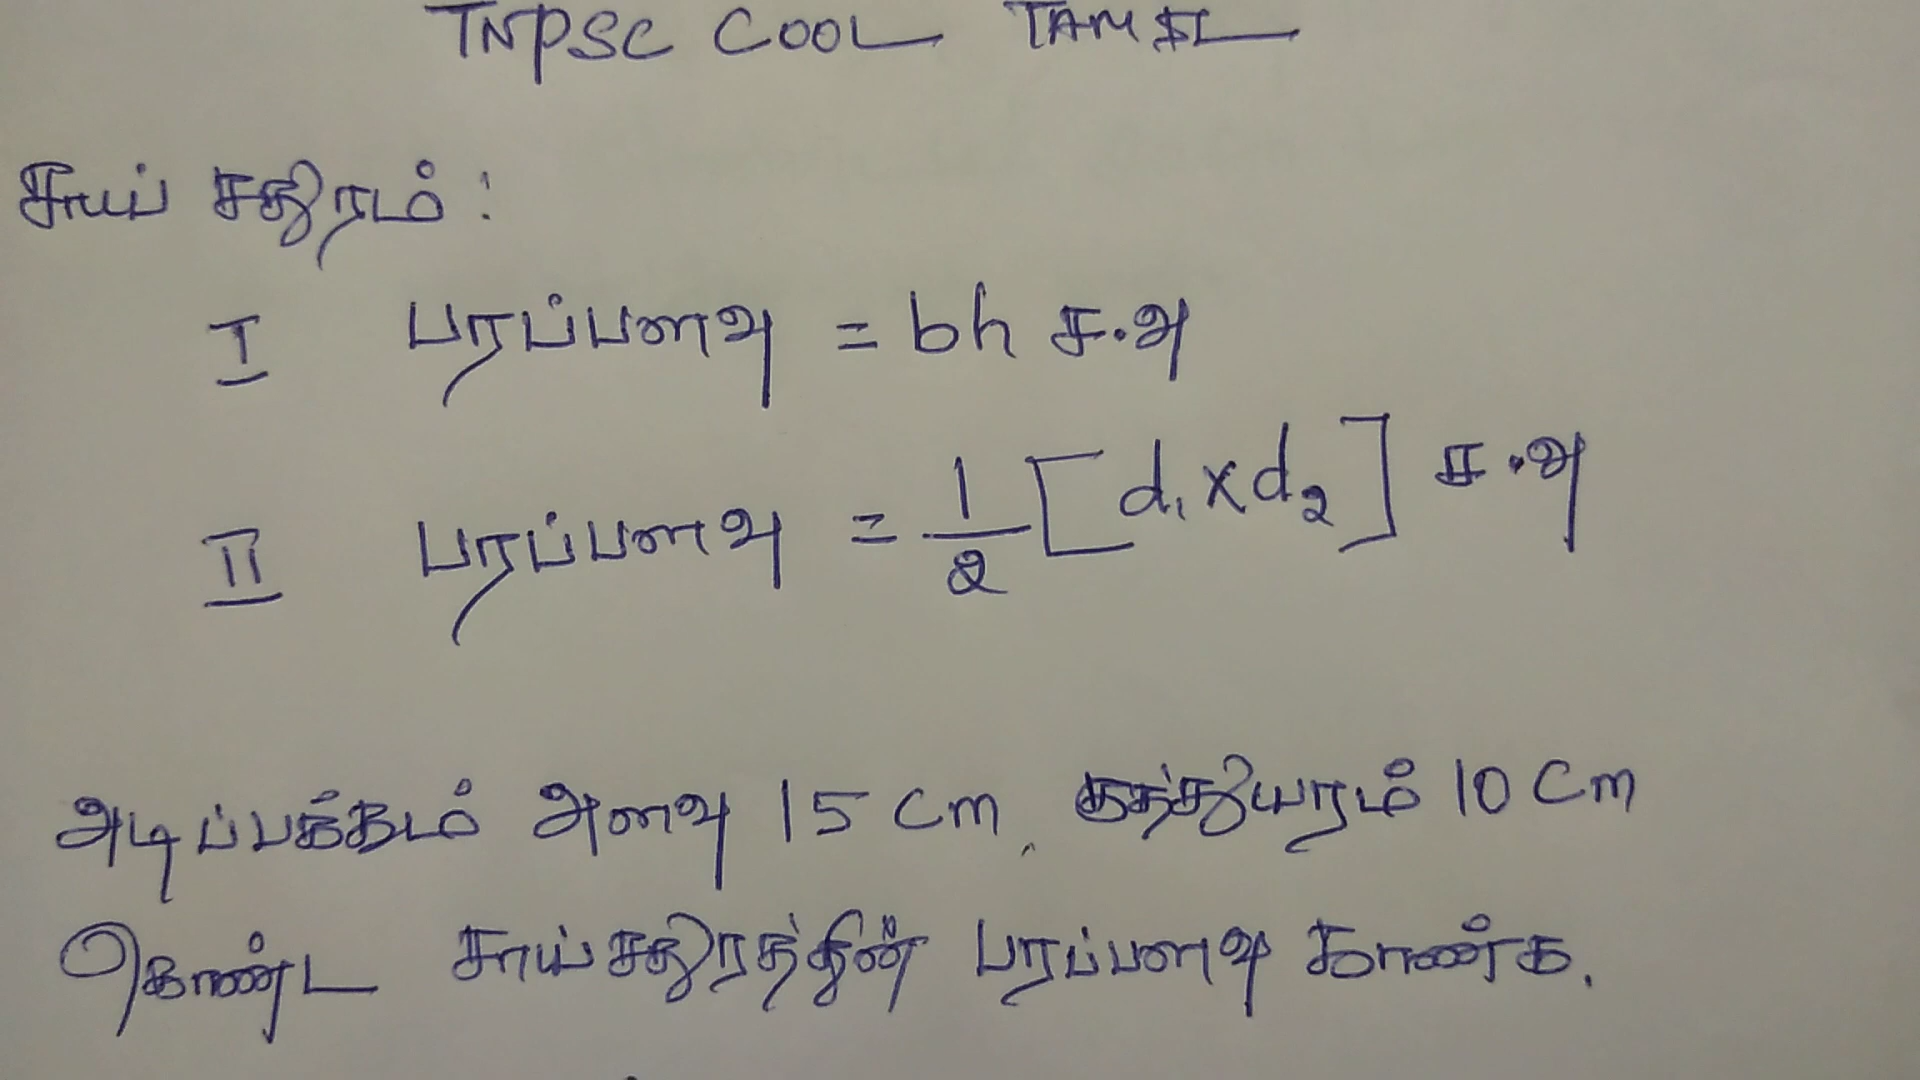 TNPSC COOL TAMIL
சாய் சதுரம் :
I பரப்பளவு = bh ச.அ
II பரப்பளவு = 1/2 [d₁ x d₂] ச.அ
அடிப்பக்கம் அளவு 15 cm, குத்துயரம் 10 cm
கொண்ட சாய்சதுரத்தின் பரப்பளவு காண்க.